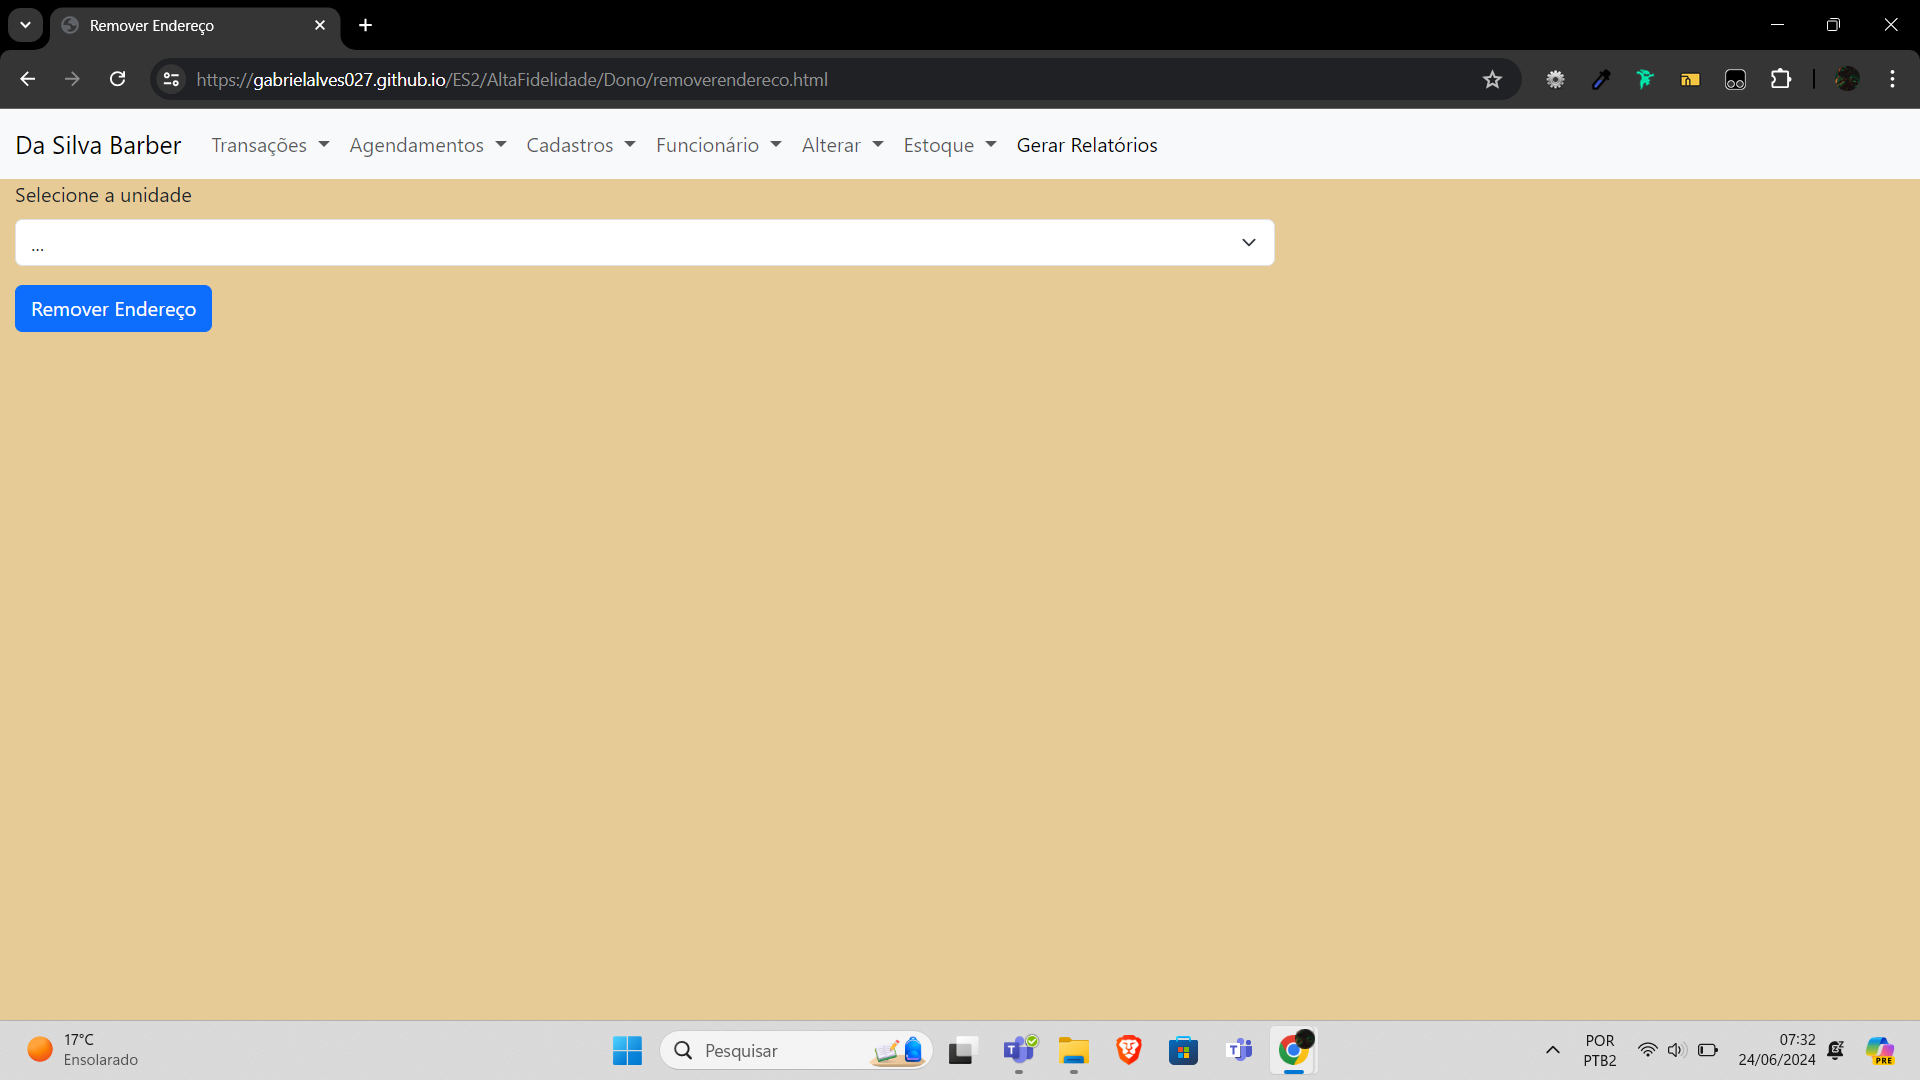 Remover Endereço
https://gabrielalves027.github.io/ES2/AltaFidelidade/Dono/removerendereco.html
Da Silva Barber Transações Agendamentos Cadastros Funcionário Alterar Estoque Gerar Relatórios
Selecione a unidade
...
Remover Endereço
17°C
Ensolarado
Pesquisar
POR
PTB2
07:32
24/06/2024
PRE